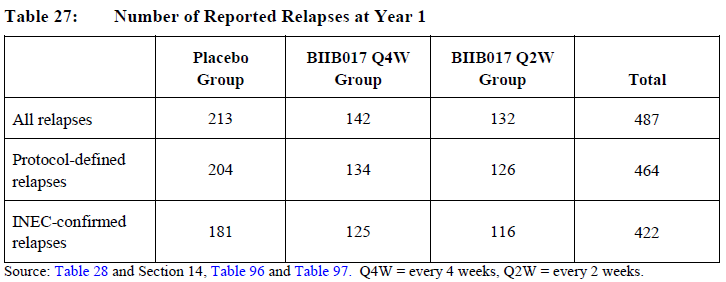 Table 27: Number of Reported Relapses at Year 1
Placebo Group BIIB017 Q4W Group BIIB017 Q2W Group Total
All relapses 213 142 132 487
Protocol-defined relapses 204 134 126 464
INEC-confirmed relapses 181 125 116 422
Source: Table 28 and Section 14, Table 96 and Table 97. Q4W = every 4 weeks, Q2W = every 2 weeks.